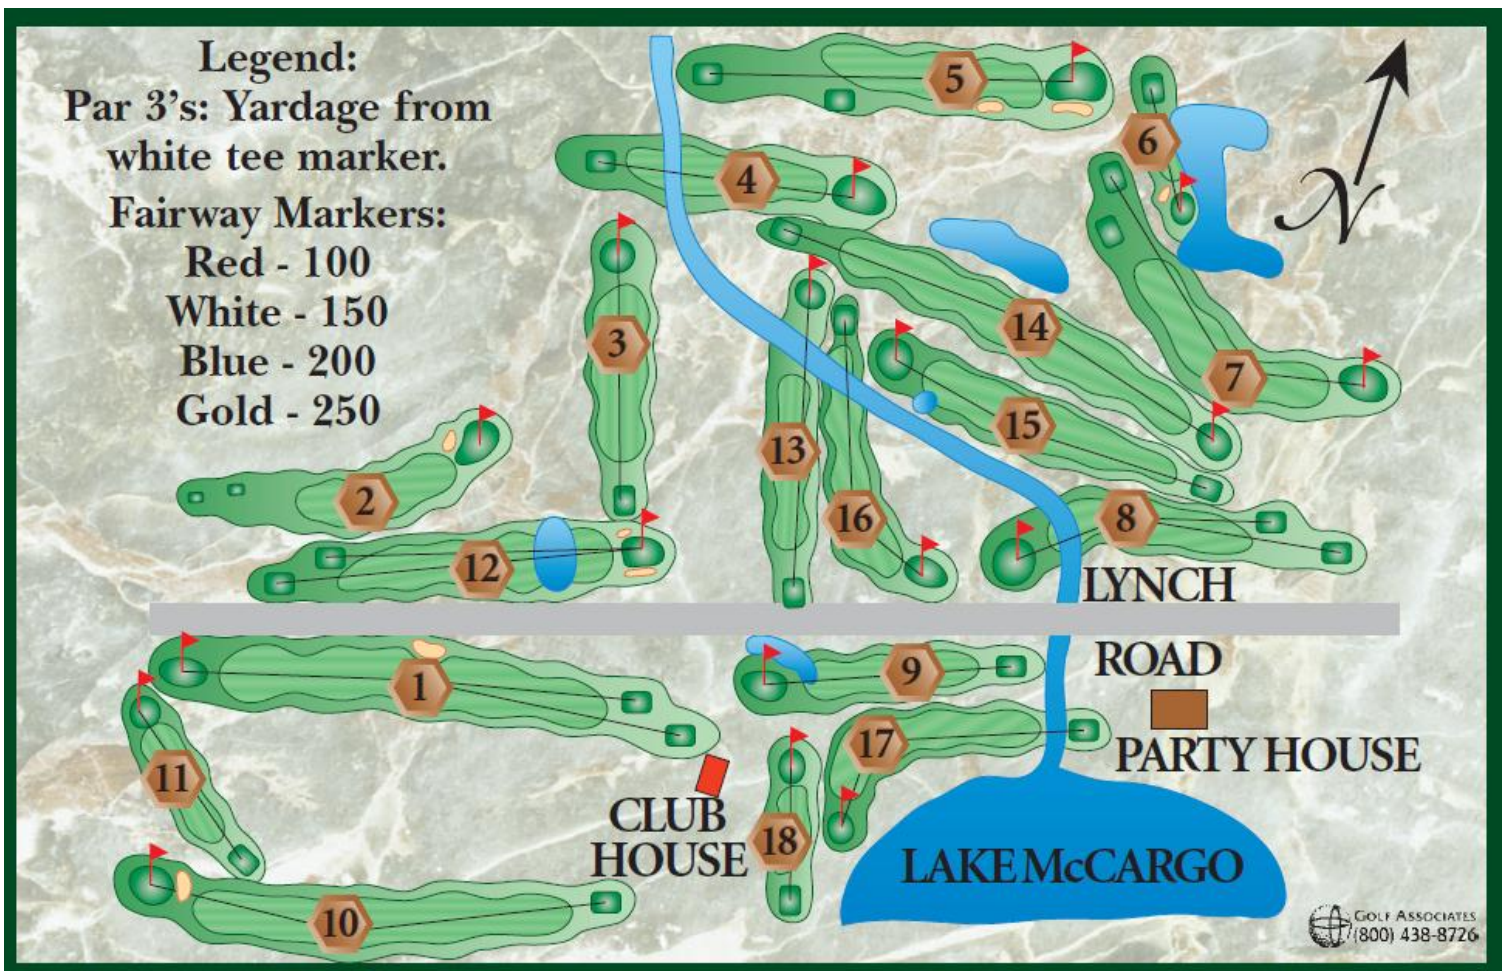 Legend:
Par 3's: Yardage from
white tee marker.
Fairway Markers:
Red - 100
White - 150
Blue - 200
Gold - 250
N
5
6
4
14
3
7
15
13
2
16
8
12
LYNCH
ROAD
1
9
PARTY HOUSE
17
11
CLUB
HOUSE
18
LAKE McCARGO
10
GOLF ASSOCIATES
(800) 438-8726